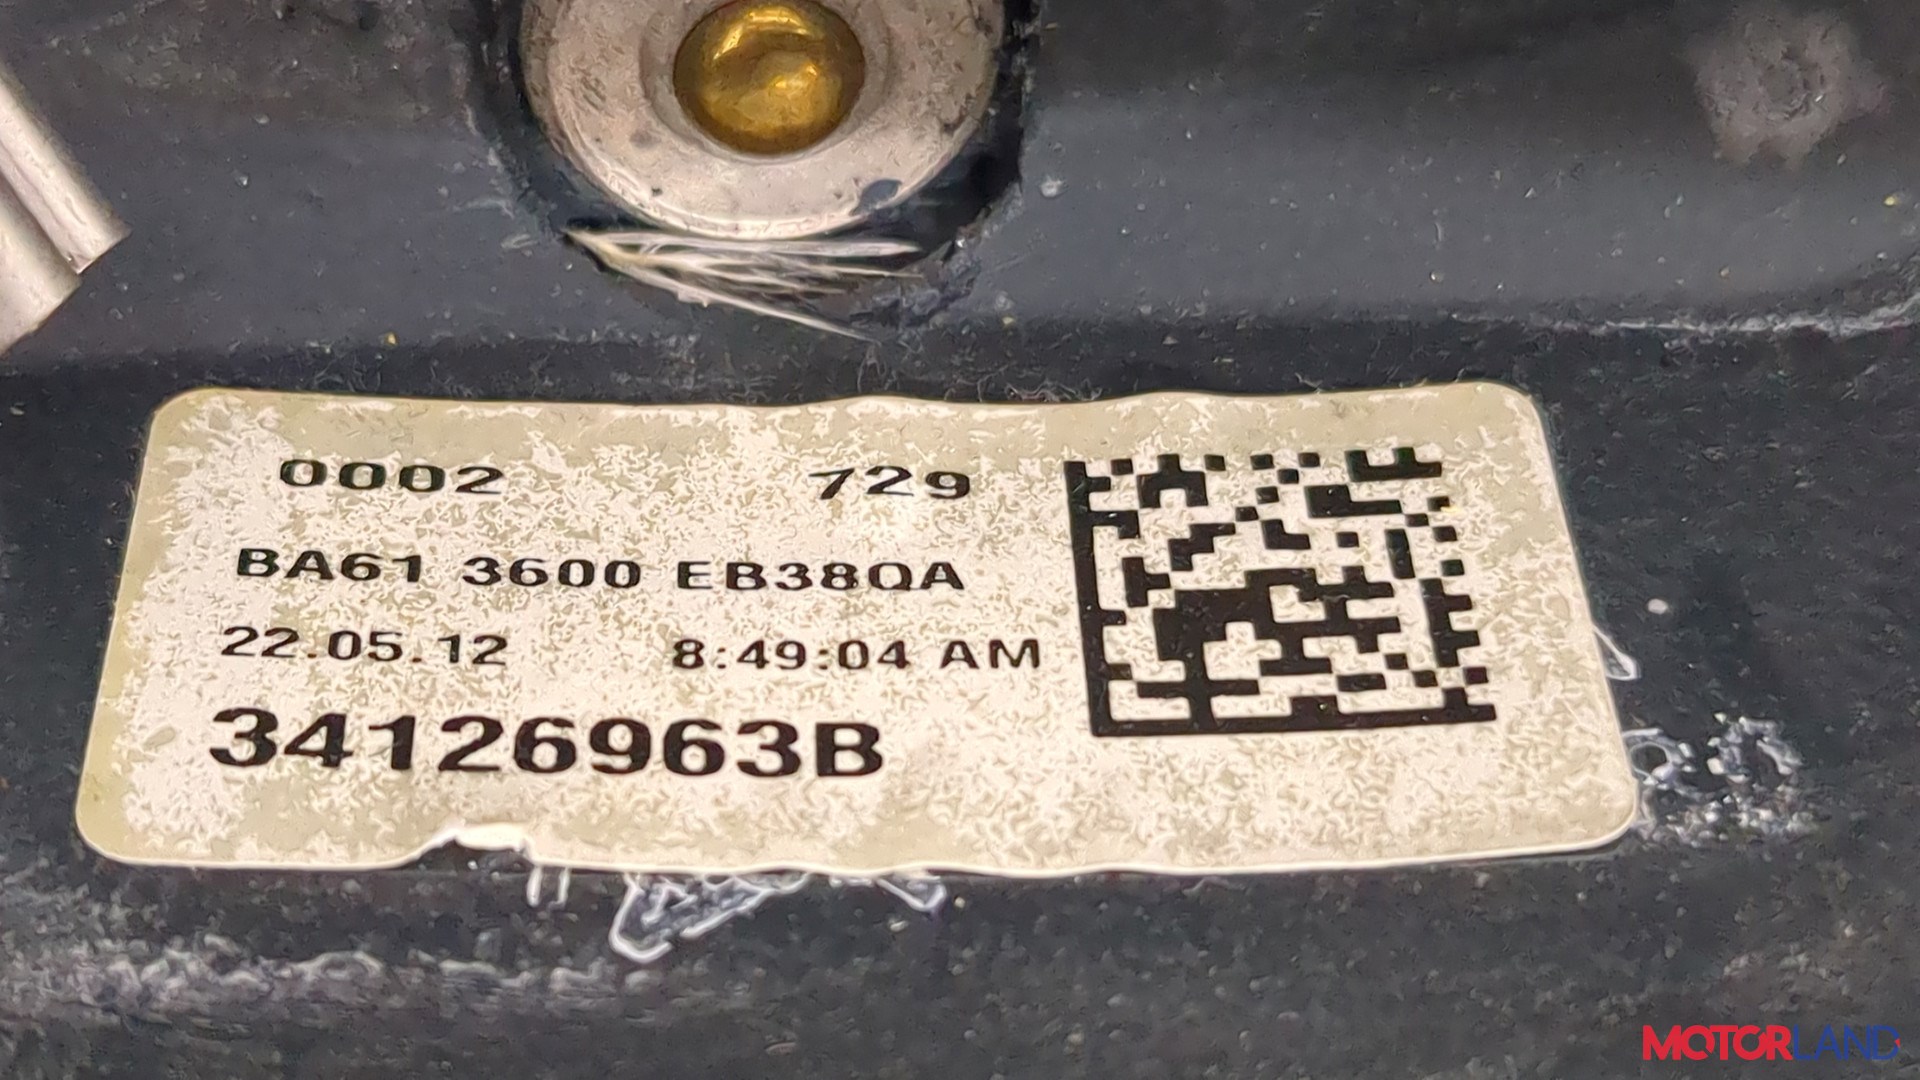 0002 729
BA61 3600 EB38QA
22.05.12 8:49:04 AM
34126963B
MOTORLAND